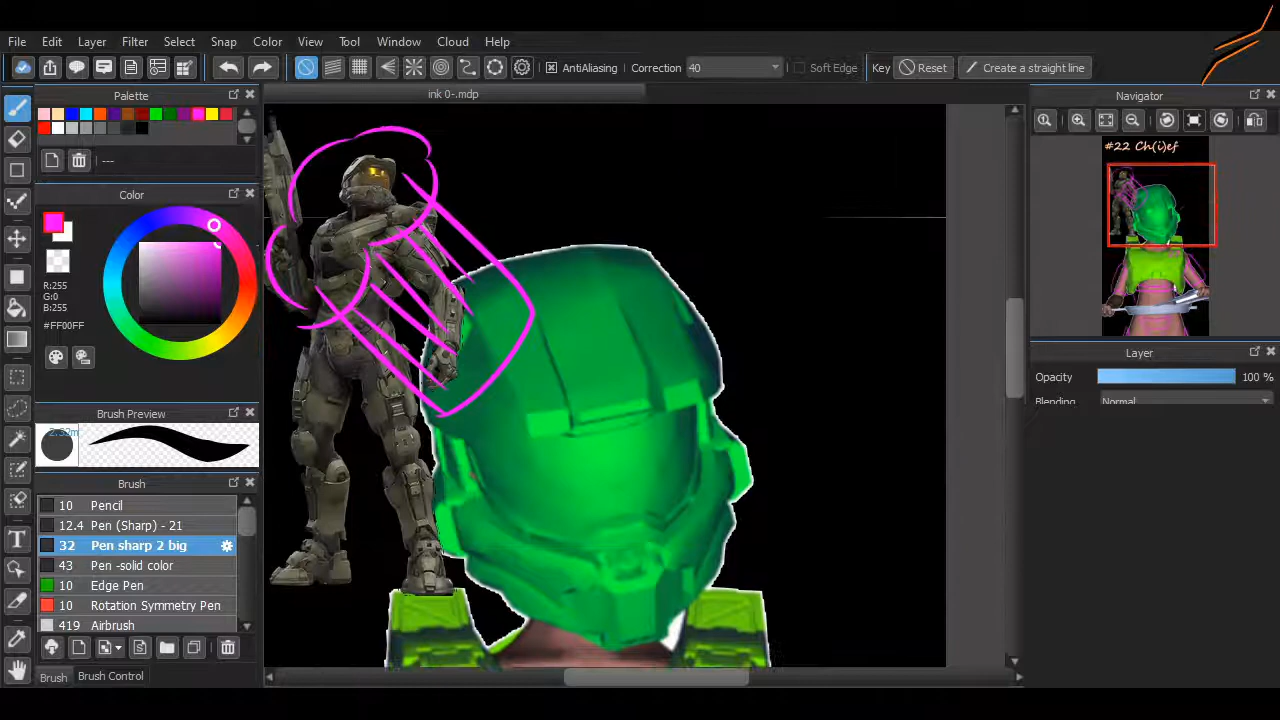 File Edit Layer Filter Select Snap Color View Tool Window Cloud Help
AntiAliasing Correction 40 Soft Edge Key Reset Create a straight line
Palette
ink 0-.mdp
Navigator
---
#22 Ch(i)ef
Color
R:255
G:0
B:255
#FF00FF
Layer
Opacity 100 %
Blending Normal
Brush Preview
Brush
10 Pencil
12.4 Pen (Sharp) - 21
32 Pen sharp 2 big
43 Pen -solid color
10 Edge Pen
10 Rotation Symmetry Pen
419 Airbrush
Brush Brush Control